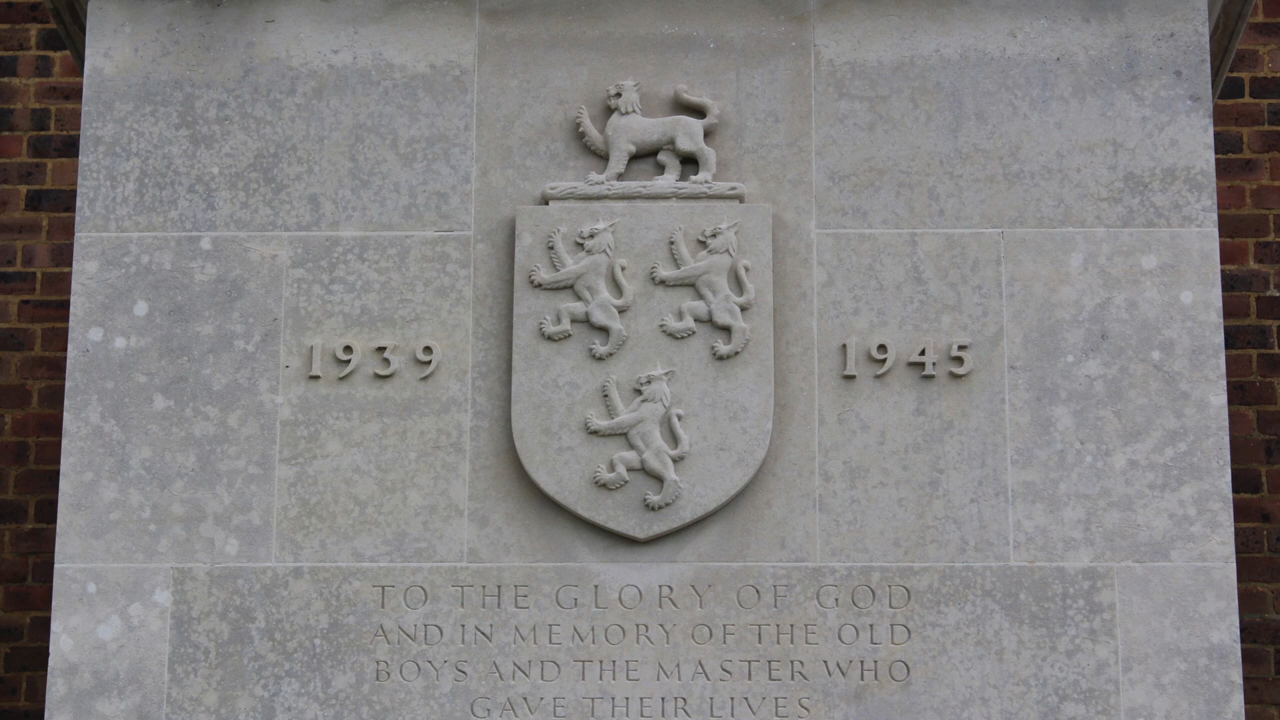 1939 1945
TO THE GLORY OF GOD
AND IN MEMORY OF THE OLD
BOYS AND THE MASTER WHO
GAVE THEIR LIVES